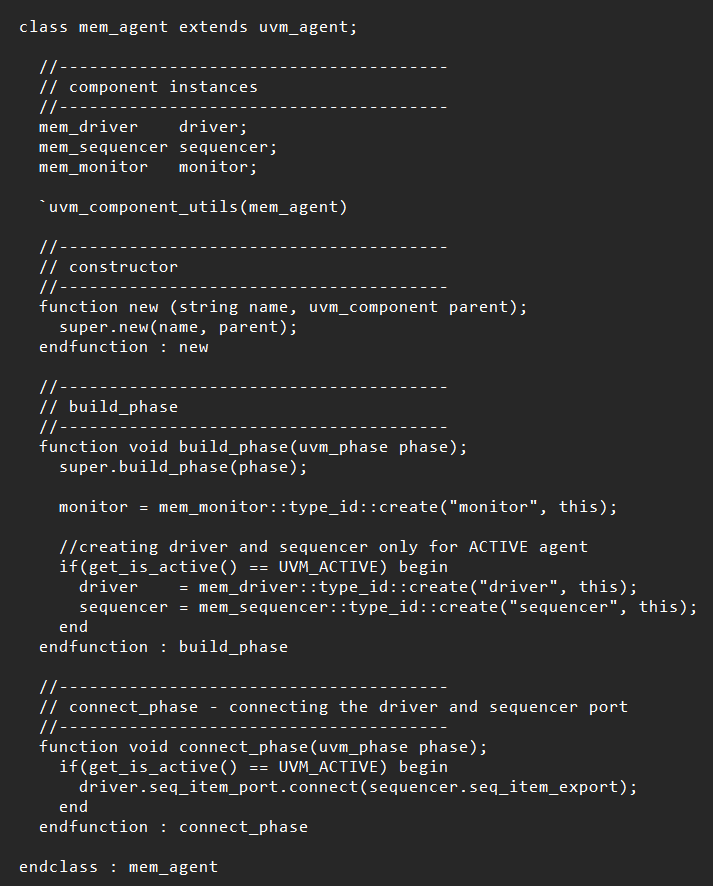 class mem_agent extends uvm_agent;
//---------------------------------------
// component instances
//---------------------------------------
mem_driver    driver;
mem_sequencer sequencer;
mem_monitor   monitor;
`uvm_component_utils(mem_agent)
//---------------------------------------
// constructor
//---------------------------------------
function new (string name, uvm_component parent);
super.new(name, parent);
endfunction : new
//---------------------------------------
// build_phase
//---------------------------------------
function void build_phase(uvm_phase phase);
super.build_phase(phase);
monitor = mem_monitor::type_id::create("monitor", this);
//creating driver and sequencer only for ACTIVE agent
if(get_is_active() == UVM_ACTIVE) begin
driver    = mem_driver::type_id::create("driver", this);
sequencer = mem_sequencer::type_id::create("sequencer", this);
end
endfunction : build_phase
//---------------------------------------
// connect_phase - connecting the driver and sequencer port
//---------------------------------------
function void connect_phase(uvm_phase phase);
if(get_is_active() == UVM_ACTIVE) begin
driver.seq_item_port.connect(sequencer.seq_item_export);
end
endfunction : connect_phase
endclass : mem_agent